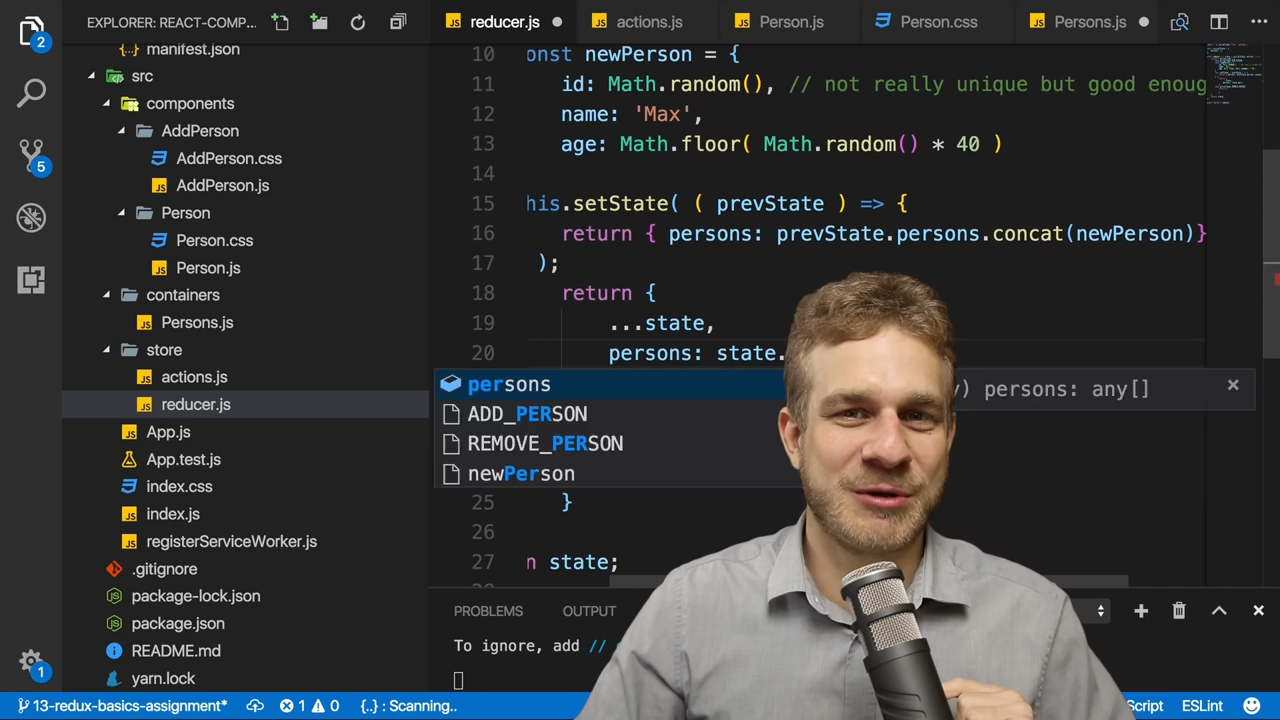 EXPLORER: REACT-COMP...
reducer.js
actions.js
Person.js
Person.css
Persons.js
2
5
1
manifest.json
src
components
AddPerson
AddPerson.css
AddPerson.js
Person
Person.css
Person.js
containers
Persons.js
store
actions.js
reducer.js
App.js
App.test.js
index.css
index.js
registerServiceWorker.js
.gitignore
package-lock.json
package.json
README.md
yarn.lock
10 onst newPerson = {
11 id: Math.random(), // not really unique but good enoug
12 name: 'Max',
13 age: Math.floor( Math.random() * 40 )
14
15 his.setState( ( prevState ) => {
16 return { persons: prevState.persons.concat(newPerson)}
17 );
18 return {
19 ...state,
20 persons: state.
persons
) persons: any[]
ADD_PERSON
REMOVE_PERSON
newPerson
25 }
26
27 n state;
PROBLEMS
OUTPUT
To ignore, add //
13-redux-basics-assignment*
1
0
{..} : Scanning..
Script
ESLint